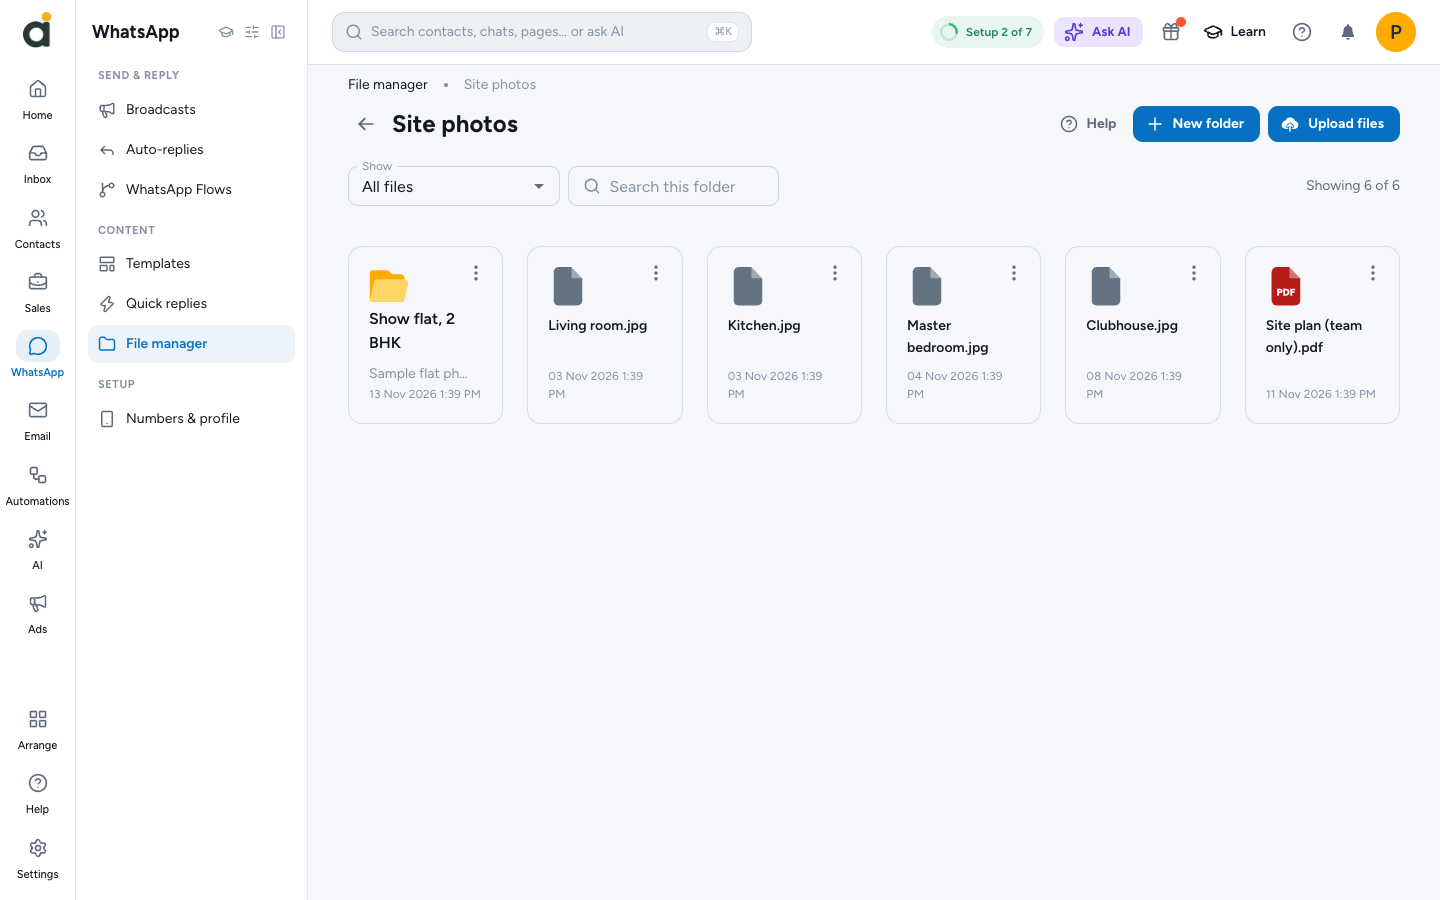 WhatsApp
Search contacts, chats, pages... or ask AI
⌘K
Setup 2 of 7
Ask AI
Learn
P
Home
Inbox
Contacts
Sales
WhatsApp
Email
Automations
AI
Ads
Arrange
Help
Settings
SEND & REPLY
Broadcasts
Auto-replies
WhatsApp Flows
CONTENT
Templates
Quick replies
File manager
SETUP
Numbers & profile
File manager • Site photos
Site photos
Help
New folder
Upload files
Show
All files
Search this folder
Showing 6 of 6
Show flat, 2
BHK
Sample flat ph...
13 Nov 2026 1:39 PM
Living room.jpg
03 Nov 2026 1:39
PM
Kitchen.jpg
03 Nov 2026 1:39
PM
Master
bedroom.jpg
04 Nov 2026 1:39
PM
Clubhouse.jpg
08 Nov 2026 1:39
PM
PDF
Site plan (team
only).pdf
11 Nov 2026 1:39 PM